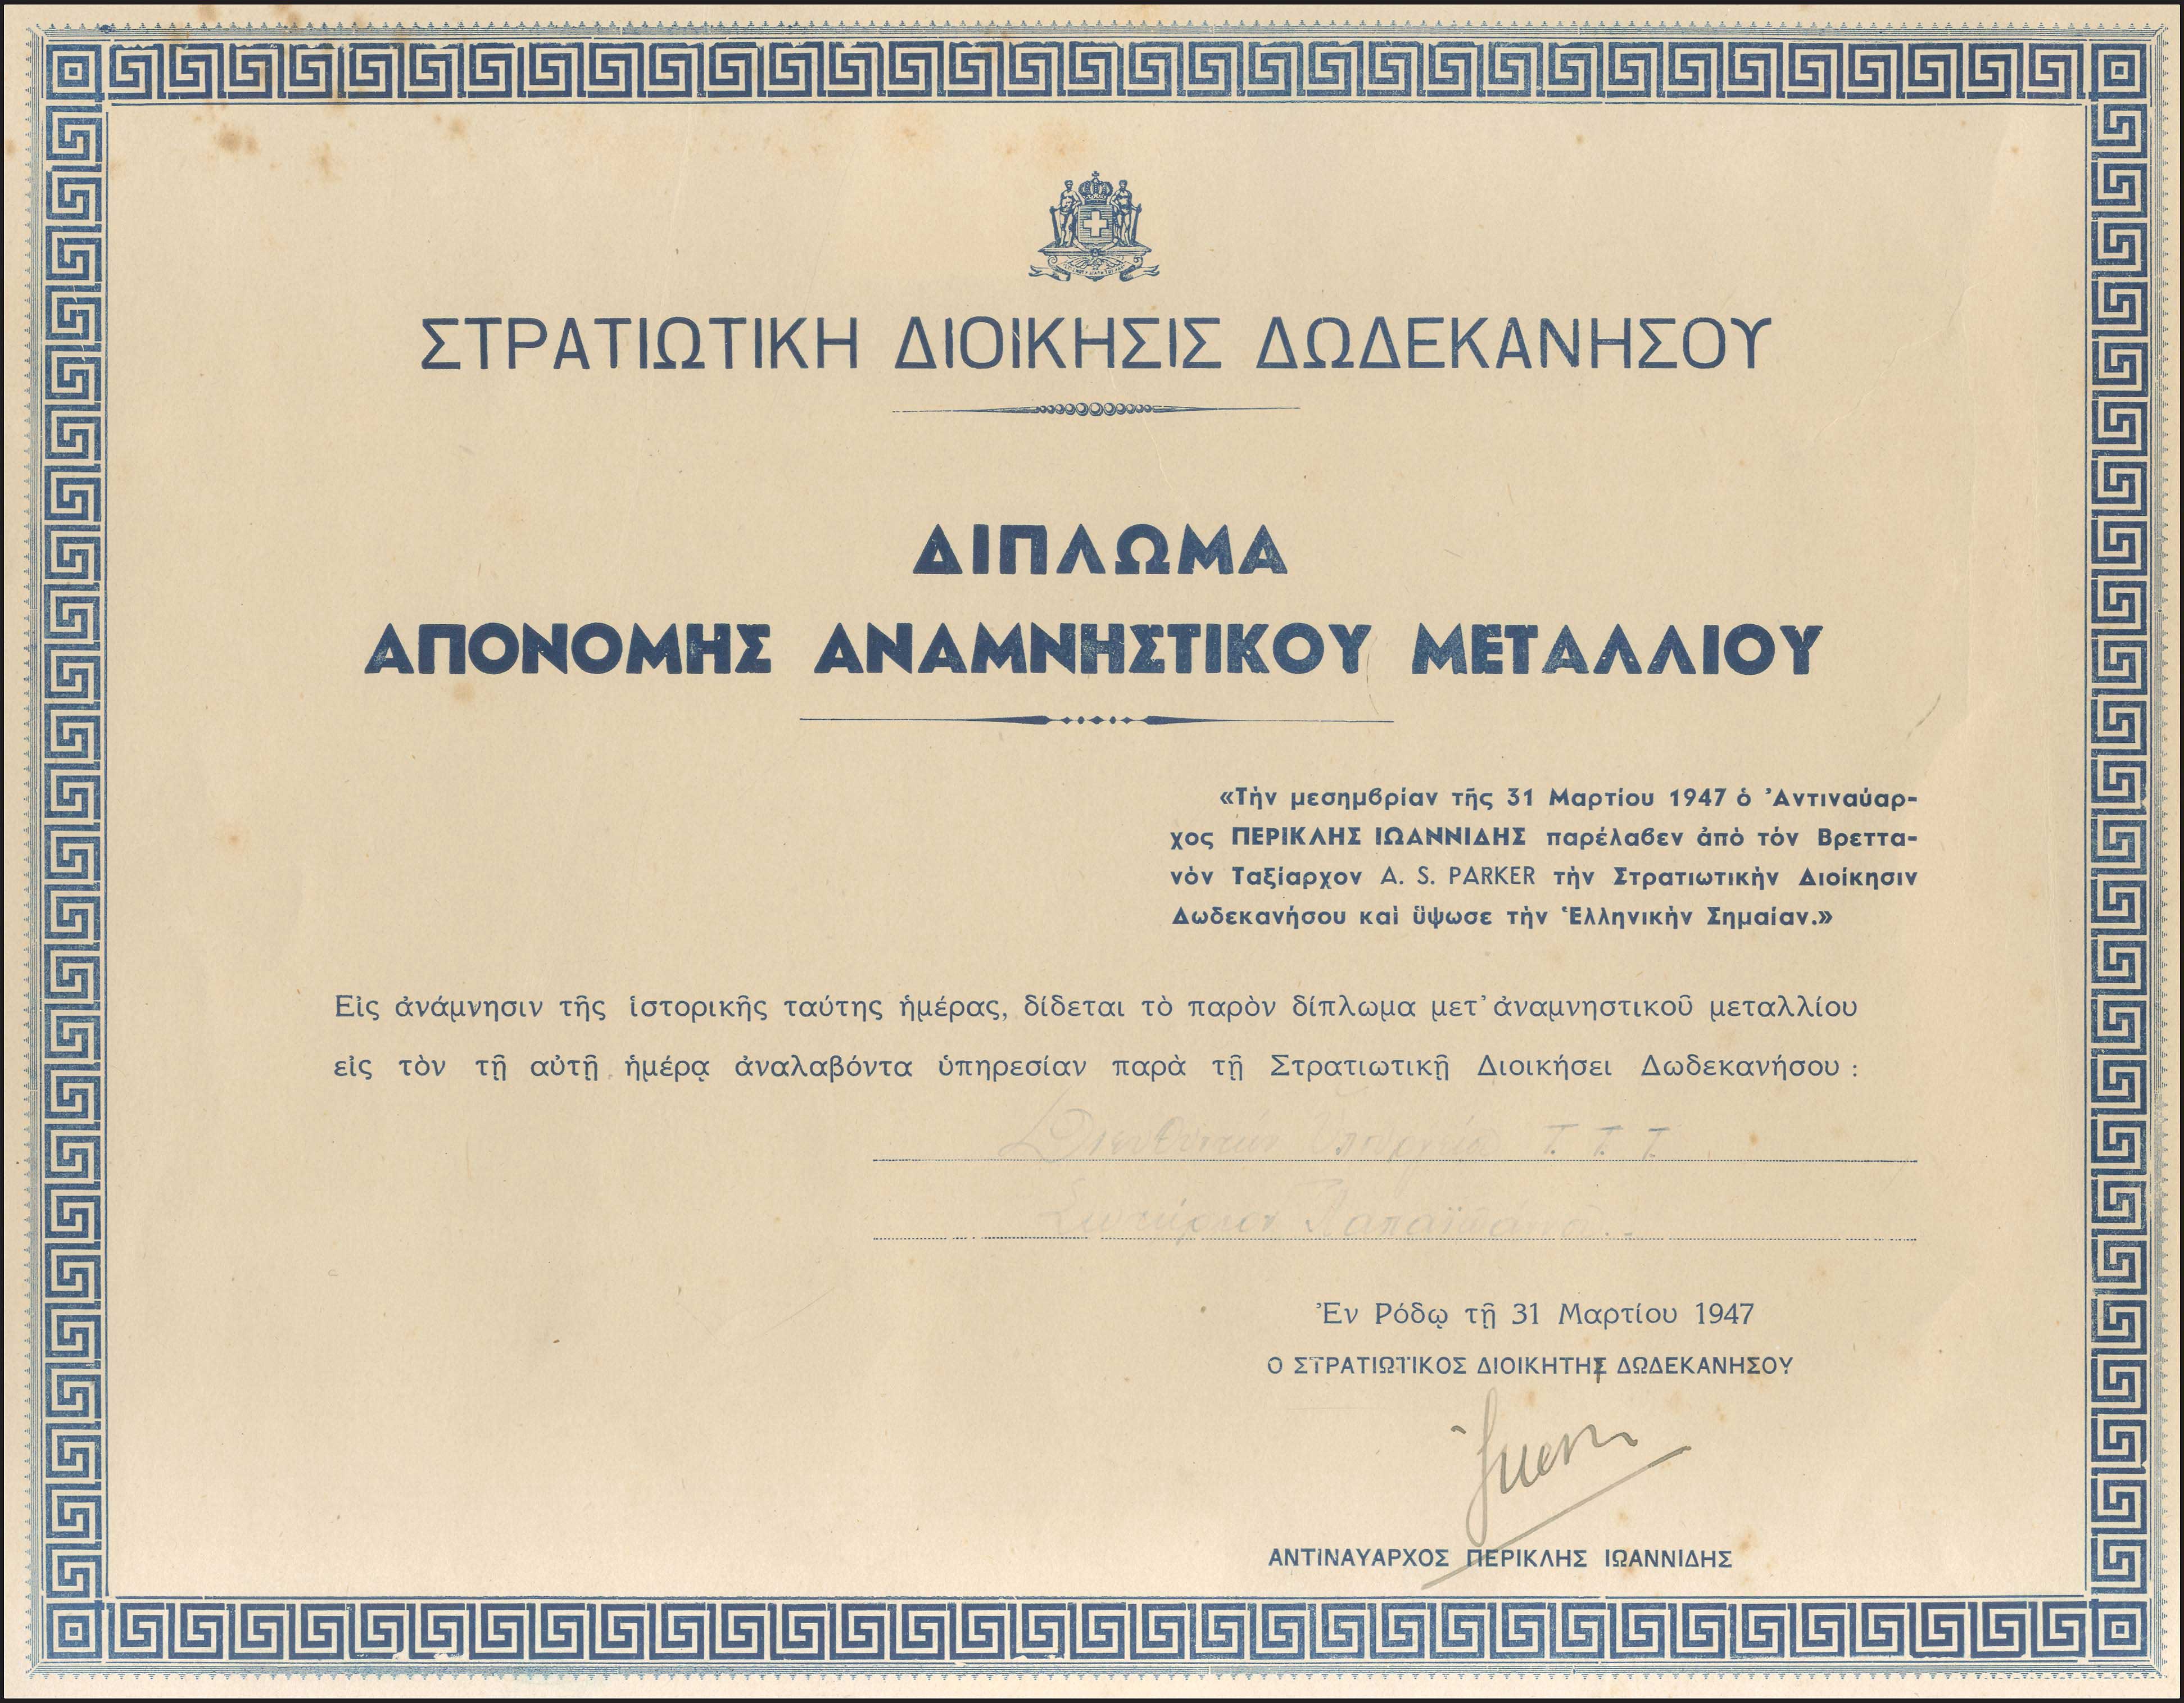 ΣΤΡΑΤΙΩΤΙΚΗ ΔΙΟΙΚΗΣΙΣ ΔΩΔΕΚΑΝΗΣΟΥ
ΔΙΠΛΩΜΑ
ΑΠΟΝΟΜΗΣ ΑΝΑΜΝΗΣΤΙΚΟΥ ΜΕΤΑΛΛΙΟΥ
«Τὴν μεσημβρίαν τῆς 31 Μαρτίου 1947 ὁ Ἀντιναύαρ-
χος ΠΕΡΙΚΛΗΣ ΙΩΑΝΝΙΔΗΣ παρέλαβεν ἀπὸ τὸν Βρεττα-
νὸν Ταξίαρχον A. S. PARKER τὴν Στρατιωτικὴν Διοίκησιν
Δωδεκανήσου καὶ ὕψωσε τὴν Ἑλληνικὴν Σημαίαν.»
Εἰς ἀνάμνησιν τῆς ἱστορικῆς ταύτης ἡμέρας, δίδεται τὸ παρὸν δίπλωμα μετ' ἀναμνηστικοῦ μεταλλίου
εἰς τὸν τῇ αὐτῇ ἡμέρᾳ ἀναλαβόντα ὑπηρεσίαν παρὰ τῇ Στρατιωτικῇ Διοικήσει Δωδεκανήσου :
Τ. Τ. Τ.
Ἐν Ρόδῳ τῇ 31 Μαρτίου 1947
Ο ΣΤΡΑΤΙΩΤΙΚΟΣ ΔΙΟΙΚΗΤΗΣ ΔΩΔΕΚΑΝΗΣΟΥ
ΑΝΤΙΝΑΥΑΡΧΟΣ ΠΕΡΙΚΛΗΣ ΙΩΑΝΝΙΔΗΣ